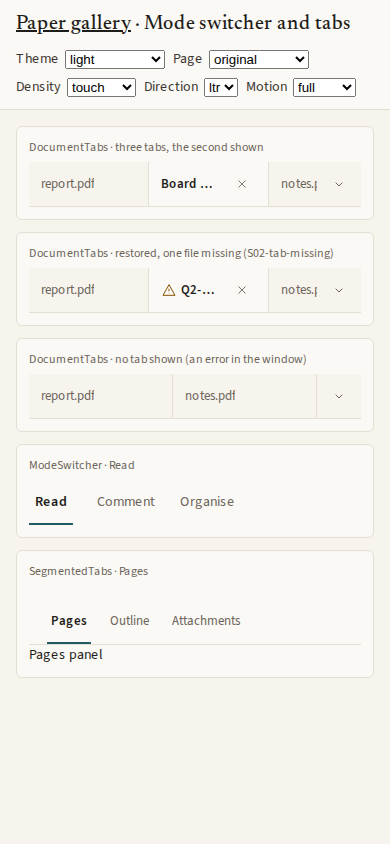 Paper gallery · Mode switcher and tabs
Theme light Page original
Density touch Direction ltr Motion full
DocumentTabs · three tabs, the second shown
report.pdf Board … notes.p
DocumentTabs · restored, one file missing (S02-tab-missing)
report.pdf Q2-… notes.p
DocumentTabs · no tab shown (an error in the window)
report.pdf notes.pdf
ModeSwitcher · Read
Read Comment Organise
SegmentedTabs · Pages
Pages Outline Attachments
Pages panel